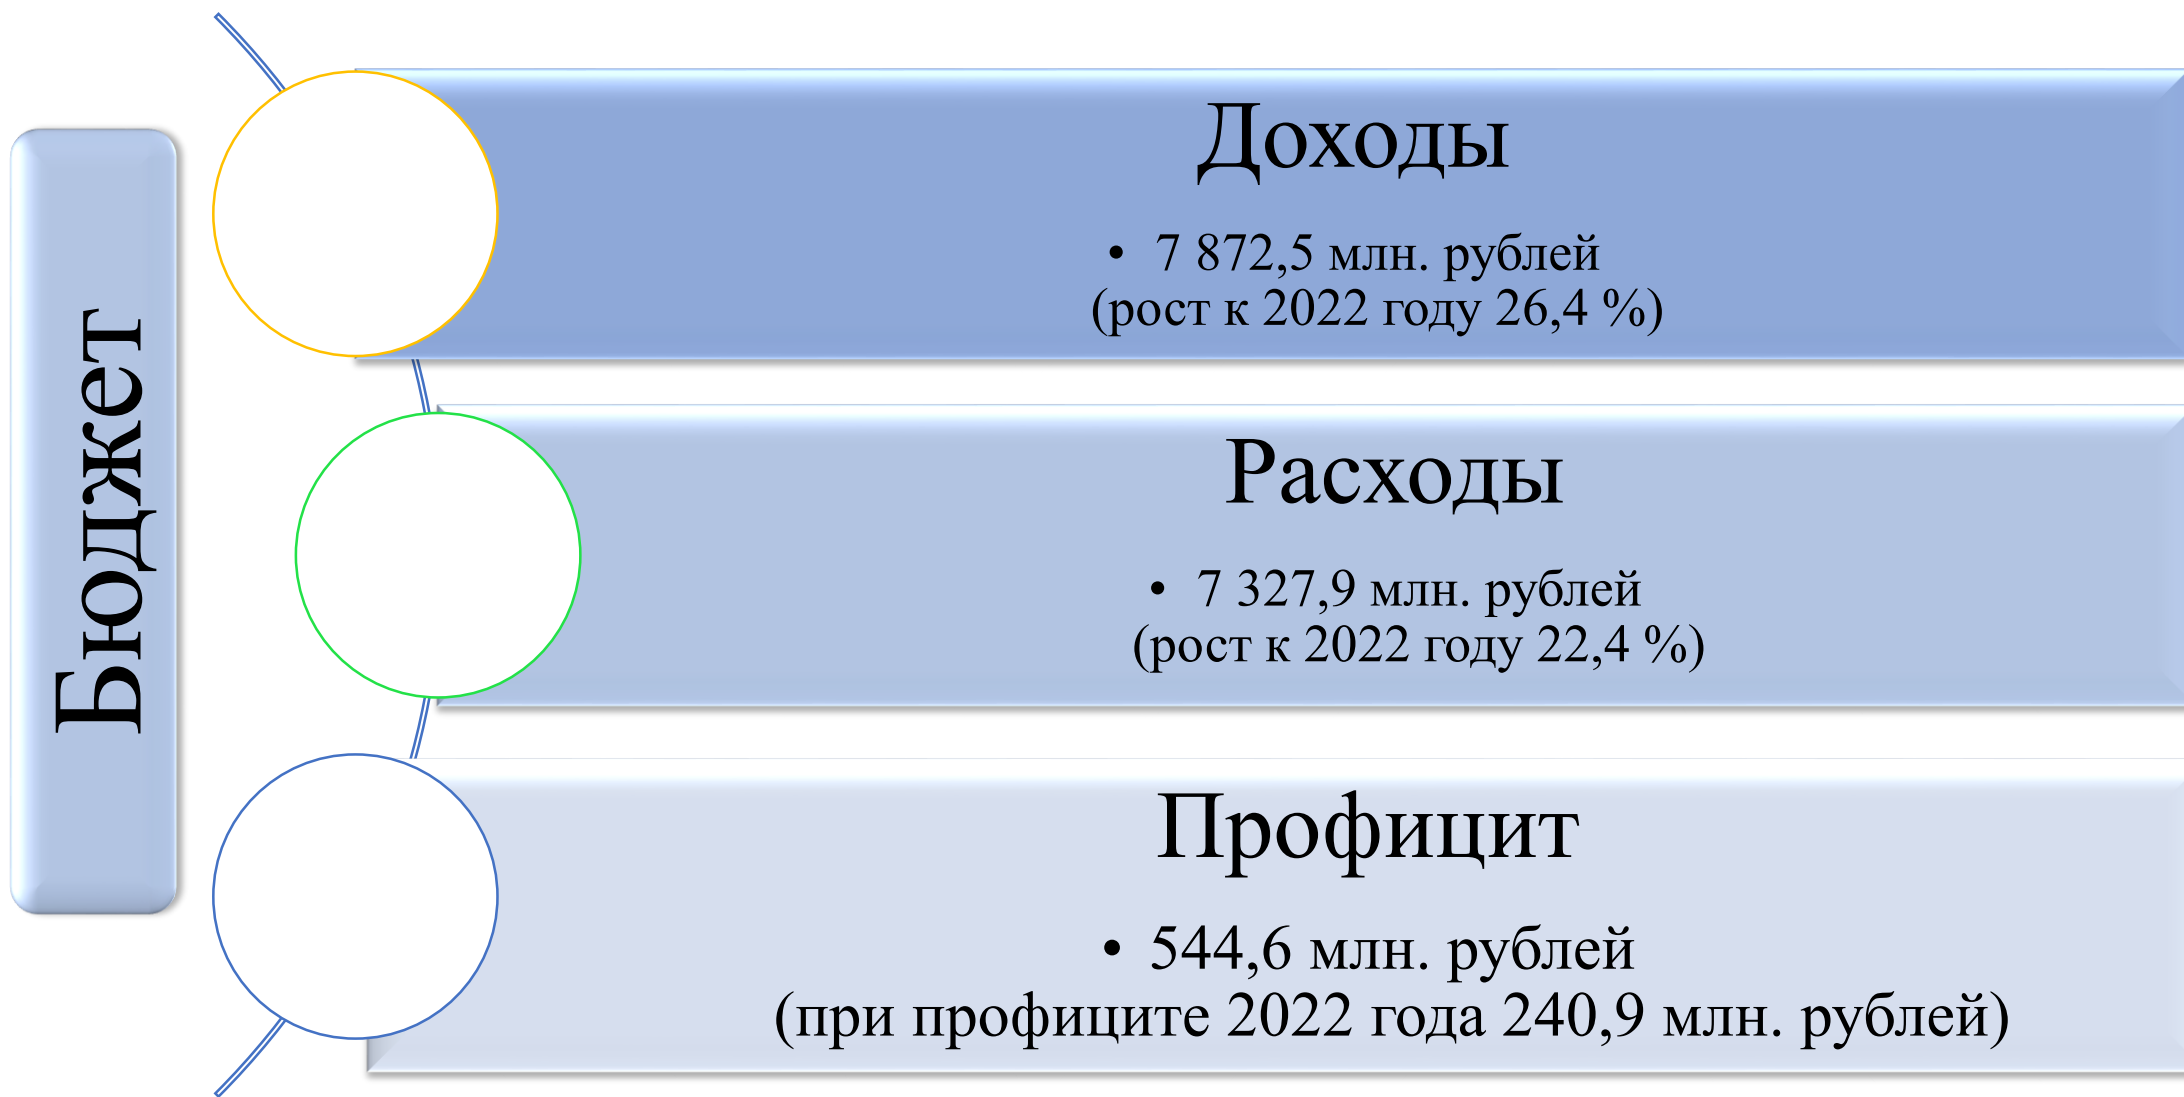 Бюджет
Доходы
• 7 872,5 млн. рублей
(рост к 2022 году 26,4 %)
Расходы
• 7 327,9 млн. рублей
(рост к 2022 году 22,4 %)
Профицит
• 544,6 млн. рублей
(при профиците 2022 года 240,9 млн. рублей)